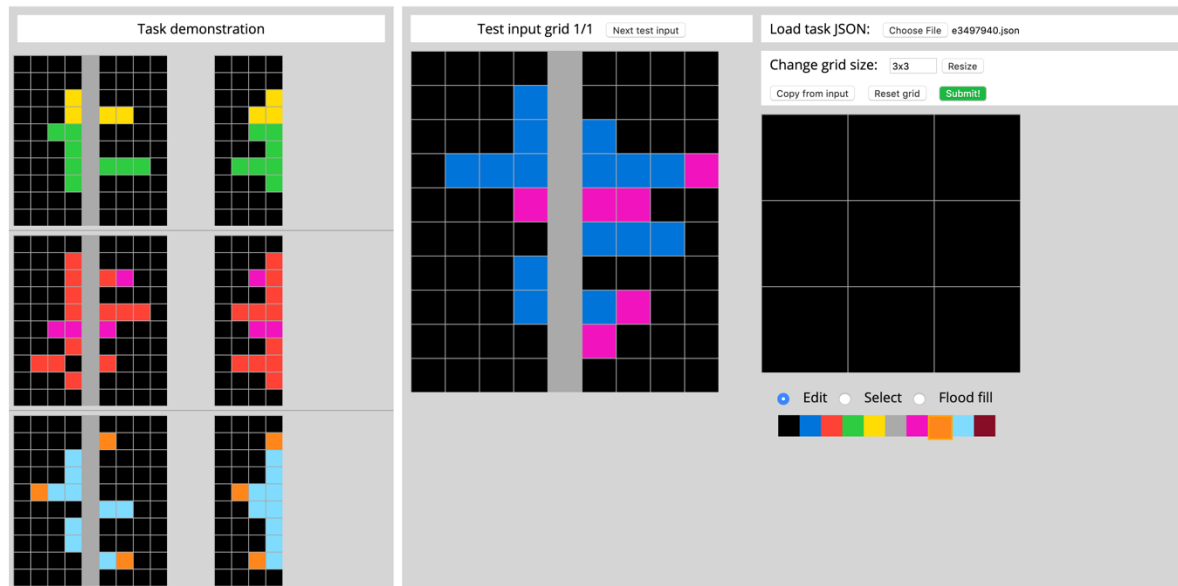 Task demonstration
Test input grid 1/1 Next test input
Load task JSON: Choose File e3497940.json
Change grid size: 3x3 Resize
Copy from input Reset grid Submit!
Edit Select Flood fill